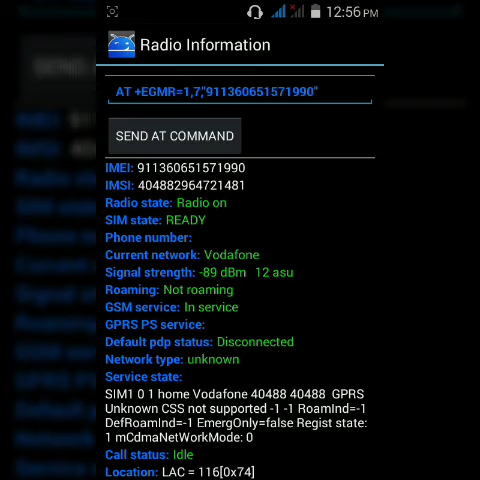 12:56 PM
Radio Information
AT +EGMR=1,7,"911360651571990"
SEND AT COMMAND
IMEI: 911360651571990
IMSI: 404882964721481
Radio state: Radio on
SIM state: READY
Phone number:
Current network: Vodafone
Signal strength: -89 dBm 12 asu
Roaming: Not roaming
GSM service: In service
GPRS PS service:
Default pdp status: Disconnected
Network type: unknown
Service state:
SIM1 0 1 home Vodafone 40488 40488 GPRS
Unknown CSS not supported -1 -1 RoamInd=-1
DefRoamInd=-1 EmergOnly=false Regist state:
1 mCdmaNetWorkMode: 0
Call status: Idle
Location: LAC = 116[0x74]